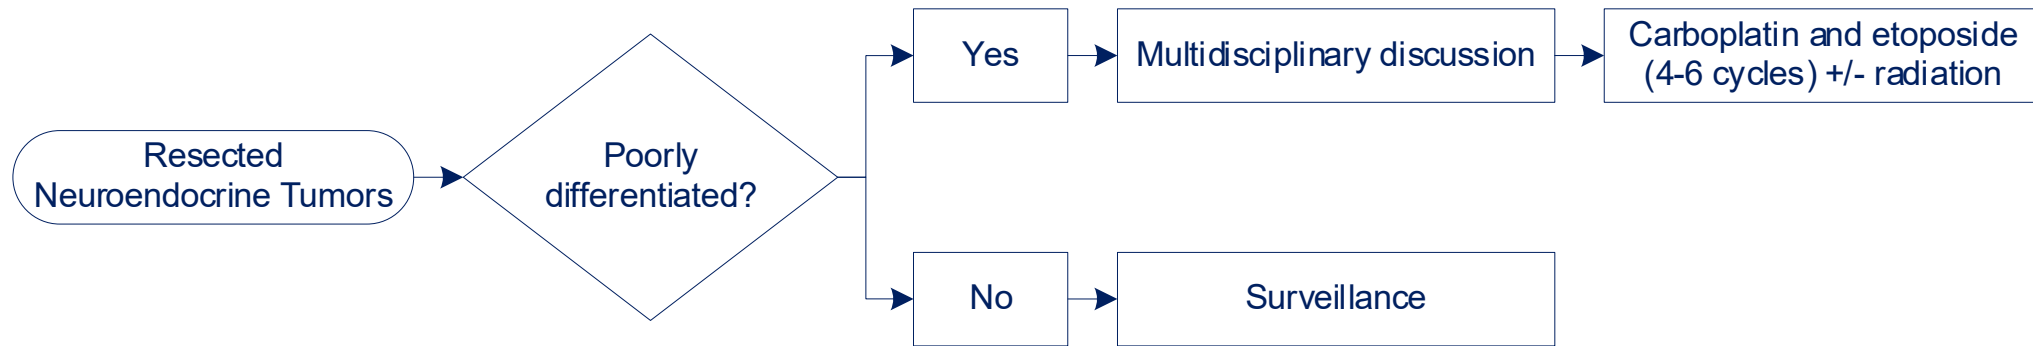 Resected
Neuroendocrine Tumors
Poorly
differentiated?
Yes
Multidisciplinary discussion
Carboplatin and etoposide
(4-6 cycles) +/- radiation
No
Surveillance